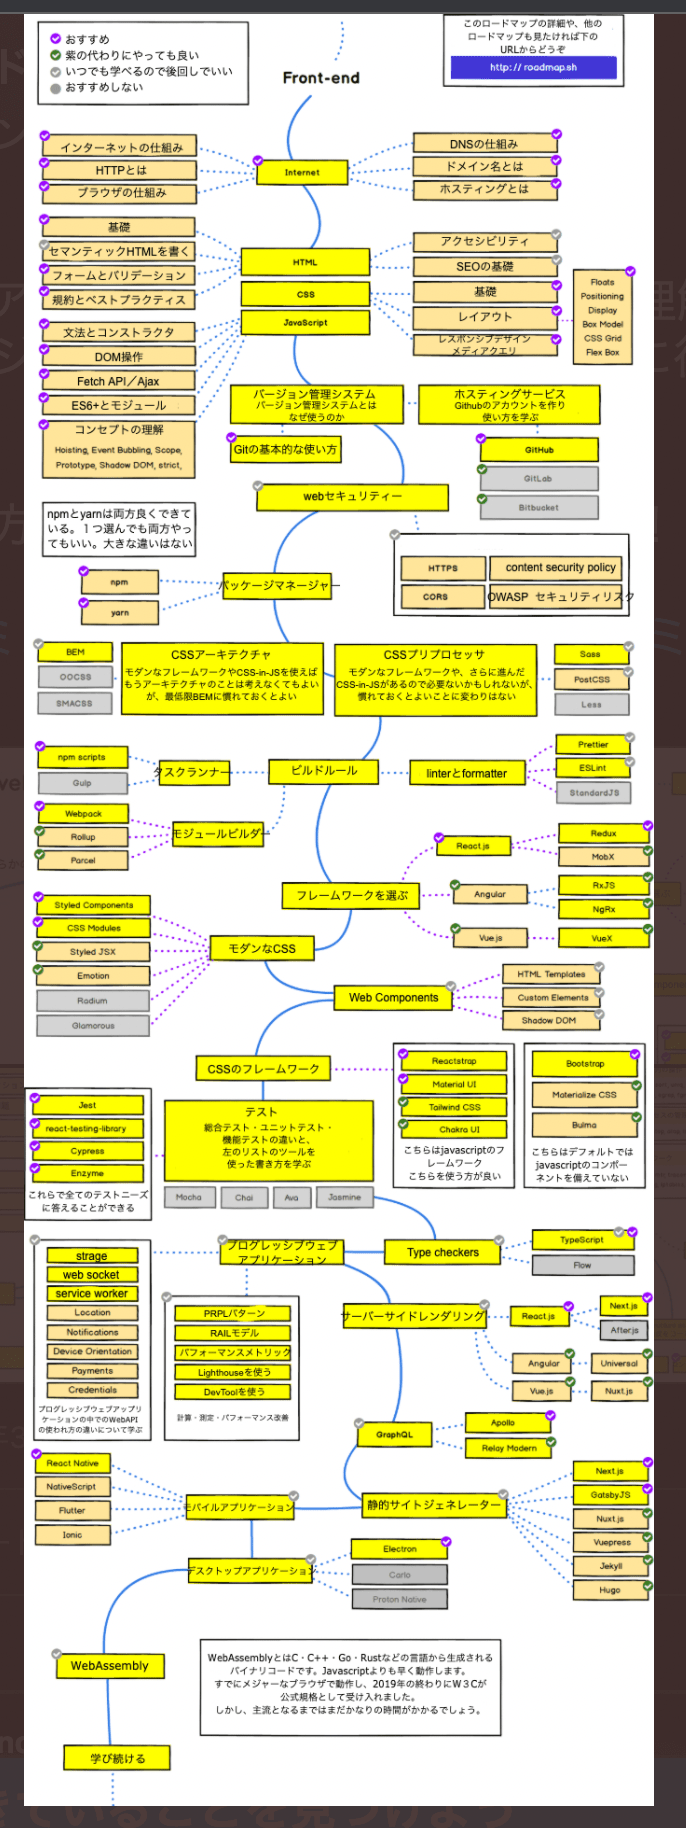 おすすめ
紫の代わりにやっても良い
いつでも学べるので後回しでいい
おすすめしない
このロードマップの詳細や、他の
ロードマップも見たければ下の
URLからどうぞ
http:// roadmap.sh
Front-end
インターネットの仕組み
HTTPとは
ブラウザの仕組み
Internet
DNSの仕組み
ドメイン名とは
ホスティングとは
基礎
セマンティックHTMLを書く
フォームとバリデーション
規約とベストプラクティス
HTML
アクセシビリティ
SEOの基礎
CSS
基礎
レイアウト
レスポンシブデザイン
メディアクエリ
Floats
Positioning
Display
Box Model
CSS Grid
Flex Box
JavaScript
文法とコンストラクタ
DOM操作
Fetch API／Ajax
ES6+とモジュール
コンセプトの理解
Hoisting, Event Bubbling, Scope,
Prototype, Shadow DOM, strict,
バージョン管理システム
バージョン管理システムとは
なぜ使うのか
ホスティングサービス
Githubのアカウントを作り
使い方を学ぶ
Gitの基本的な使い方
GitHub
GitLab
Bitbucket
webセキュリティー
HTTPS
content security policy
CORS
OWASP セキュリティリスク
npmとyarnは両方良くできて
いる。１つ選んでも両方やっ
てもいい。大きな違いはない
npm
yarn
パッケージマネージャー
BEM
OOCSS
SMACSS
CSSアーキテクチャ
モダンなフレームワークやCSS-in-JSを使えば
もうアーキテクチャのことは考えなくてもよい
が、最低限BEMに慣れておくとよい
CSSプリプロセッサ
モダンなフレームワークや、さらに進んだ
CSS-in-JSがあるので必要ないかもしれないが、
慣れておくとよいことに変わりはない
Sass
PostCSS
Less
npm scripts
Gulp
タスクランナー
ビルドルール
linterとformatter
Prettier
ESLint
StandardJS
Webpack
Rollup
Parcel
モジュールビルダー
フレームワークを選ぶ
React.js
Redux
MobX
Angular
RxJS
NgRx
Vue.js
VueX
Styled Components
CSS Modules
Styled JSX
Emotion
Radium
Glamorous
モダンなCSS
Web Components
HTML Templates
Custom Elements
Shadow DOM
CSSのフレームワーク
Reactstrap
Material UI
Tailwind CSS
Chakra UI
こちらはjavascriptのフ
レームワーク
こちらを使う方が良い
Bootstrap
Materialize CSS
Bulma
こちらはデフォルトでは
javascriptのコンポー
ネントを備えていない
Jest
react-testing-library
Cypress
Enzyme
これらで全てのテストニーズ
に答えることができる
テスト
総合テスト・ユニットテスト・
機能テストの違いと、
左のリストのツールを
使った書き方を学ぶ
Mocha
Chai
Ava
Jasmine
Type checkers
TypeScript
Flow
プログレッシブウェブ
アプリケーション
strage
web socket
service worker
Location
Notifications
Device Orientation
Payments
Credentials
プログレッシブウェブアップリ
ケーションの中でのWebAPI
の使われ方の違いについて学ぶ
PRPLパターン
RAILモデル
パフォーマンスメトリック
Lighthouseを使う
DevToolを使う
計算・測定・パフォーマンス改善
サーバーサイドレンダリング
React.js
Next.js
After.js
Angular
Universal
Vue.js
Nuxt.js
GraphQL
Apollo
Relay Modern
React Native
NativeScript
Flutter
Ionic
モバイルアプリケーション
静的サイトジェネレーター
Next.js
GatsbyJS
Nuxt.js
Vuepress
Jekyll
Hugo
デスクトップアプリケーション
Electron
Carlo
Proton Native
WebAssembly
WebAssemblyとはC・C++・Go・Rustなどの言語から生成される
バイナリコードです。Javascriptよりも早く動作します。
すでにメジャーなブラウザで動作し、2019年の終わりにW３Cが
公式規格として受け入れました。
しかし、主流となるまではまだかなりの時間がかかるでしょう。
学び続ける